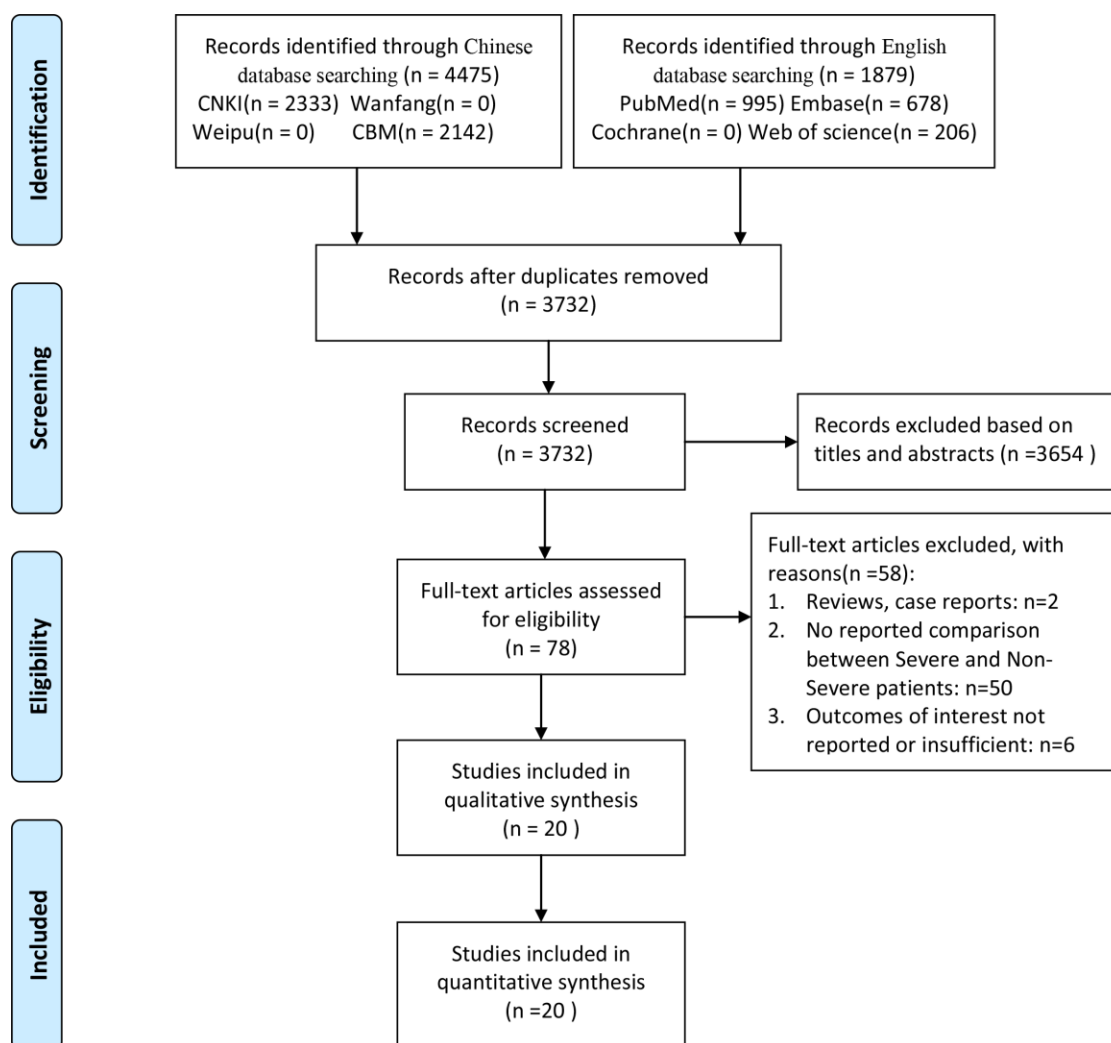 Identification
Records identified through Chinese
database searching (n = 4475)
CNKI(n = 2333) Wanfang(n = 0)
Weipu(n = 0) CBM(n = 2142)
Records identified through English
database searching (n = 1879)
PubMed(n = 995) Embase(n = 678)
Cochrane(n = 0) Web of science(n = 206)
Records after duplicates removed
(n = 3732)
Screening
Records screened
(n = 3732)
Records excluded based on
titles and abstracts (n =3654 )
Eligibility
Full-text articles assessed
for eligibility
(n = 78)
Full-text articles excluded, with
reasons(n =58):
1. Reviews, case reports: n=2
2. No reported comparison
between Severe and Non-
Severe patients: n=50
3. Outcomes of interest not
reported or insufficient: n=6
Studies included in
qualitative synthesis
(n = 20 )
Included
Studies included in
quantitative synthesis
(n =20 )